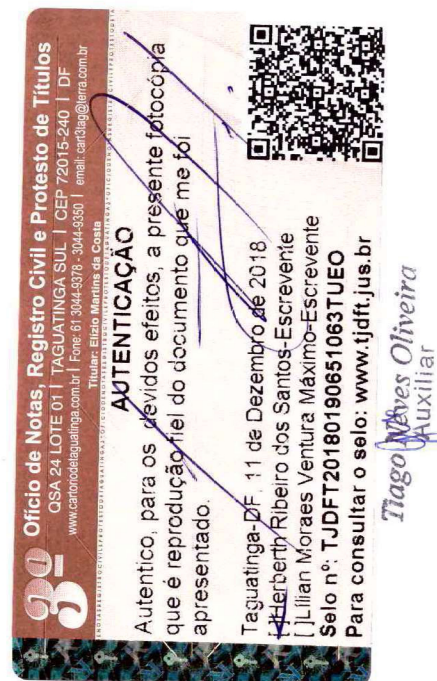 3º Ofício de Notas, Registro Civil e Protesto de Títulos
QSA 24 LOTE 01 | TAGUATINGA SUL | CEP 72015-240 | DF
www.cartoriodetaguatinga.com.br | Fone: 61 3044-9378 - 3044-9350 | email: cart3tag@terra.com.br
Titular: Elízio Martins da Costa
AUTENTICAÇÃO
Autentico, para os devidos efeitos, a presente fotocópia
que é reprodução fiel do documento que me foi
apresentado.
Taguatinga-DF, 11 de Dezembro de 2018
[ ]Herberth Ribeiro dos Santos-Escrevente
[ ]Lílian Moraes Ventura Máximo-Escrevente
Selo nº: TJDFT20180190651063TUEO
Para consultar o selo: www.tjdft.jus.br
Tiago Neves Oliveira
Auxiliar